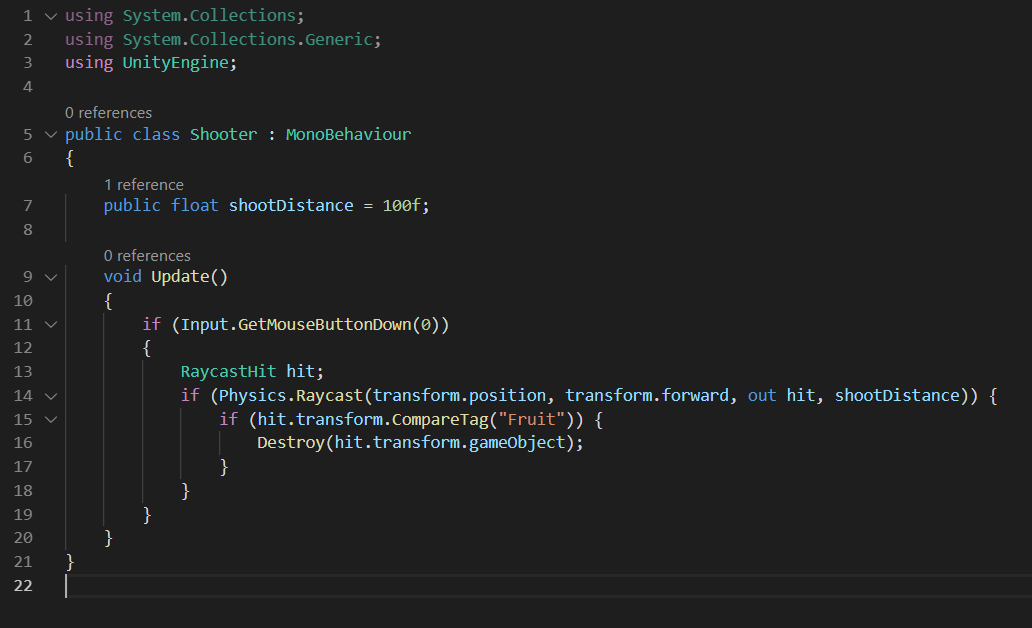 1 using System.Collections;
2 using System.Collections.Generic;
3 using UnityEngine;
4
0 references
5 public class Shooter : MonoBehaviour
6 {
1 reference
7 public float shootDistance = 100f;
8
0 references
9 void Update()
10 {
11 if (Input.GetMouseButtonDown(0))
12 {
13 RaycastHit hit;
14 if (Physics.Raycast(transform.position, transform.forward, out hit, shootDistance)) {
15 if (hit.transform.CompareTag("Fruit")) {
16 Destroy(hit.transform.gameObject);
17 }
18 }
19 }
20 }
21 }
22